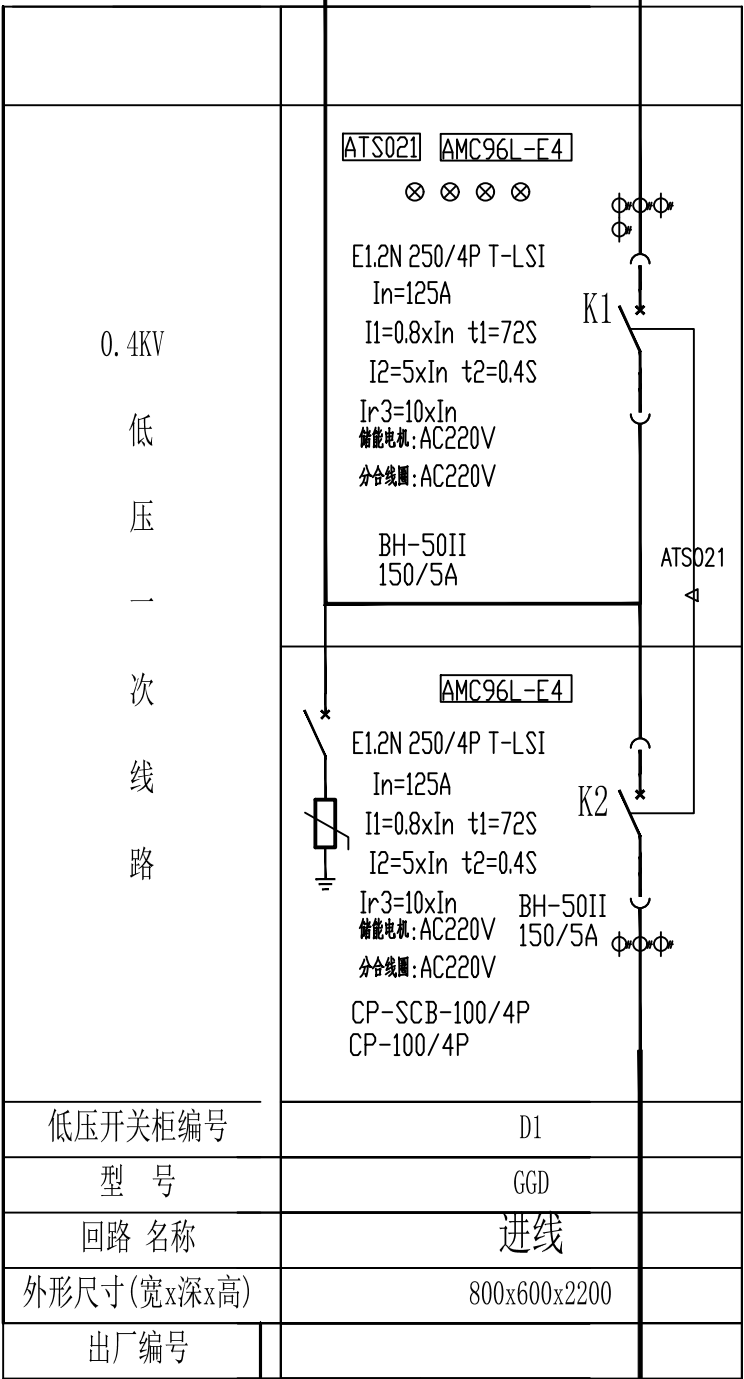 ATS021 AMC96L-E4
E1.2N 250/4P T-LSI
In=125A
K1
I1=0.8xIn t1=72S
I2=5xIn t2=0.4S
Ir3=10xIn
储能电机:AC220V
分合线圈:AC220V
BH-50II
150/5A
ATS021
0.4KV
低
压
一
次
线
路
AMC96L-E4
E1.2N 250/4P T-LSI
In=125A
K2
I1=0.8xIn t1=72S
I2=5xIn t2=0.4S
Ir3=10xIn
储能电机:AC220V
分合线圈:AC220V
BH-50II
150/5A
CP-SCB-100/4P
CP-100/4P
低压开关柜编号 D1
型 号 GGD
回路 名称 进线
外形尺寸(宽x深x高) 800x600x2200
出厂编号